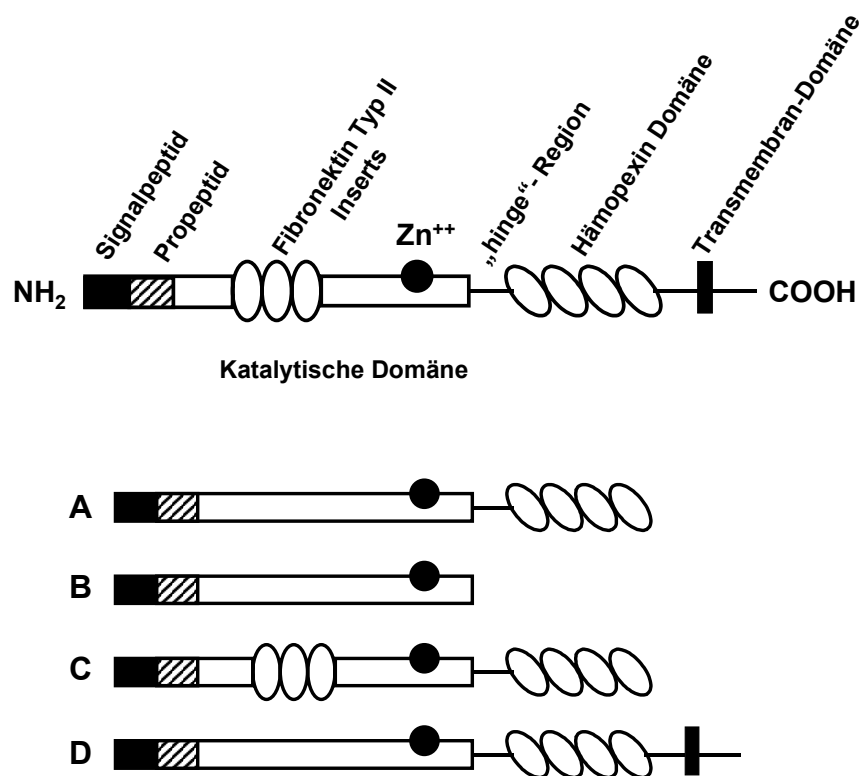 Signalpeptid
Propeptid
Fibronektin Typ II
Inserts
Zn++
„hinge“- Region
Hämopexin Domäne
Transmembran-Domäne
NH2
COOH
Katalytische Domäne
A
B
C
D